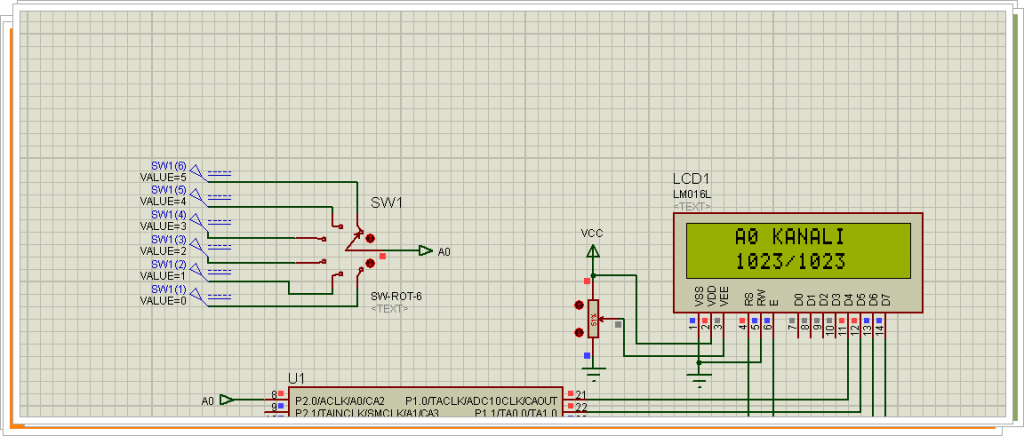 SW1(6)
VALUE=5
SW1(5)
VALUE=4
SW1(4)
VALUE=3
SW1(3)
VALUE=2
SW1(2)
VALUE=1
SW1(1)
VALUE=0
SW1
A0
SW-ROT-6
<TEXT>
VCC
51%
LCD1
LM016L
<TEXT>
A0 KANALI
1023/1023
VSS VDD VEE RS RW E D0 D1 D2 D3 D4 D5 D6 D7
1 2 3 4 5 6 7 8 9 10 11 12 13 14
U1
A0 8 P2.0/ACLK/A0/CA2 P1.0/TACLK/ADC10CLK/CAOUT 21
9 P2.1/TAINCLK/SMCLK/A1/CA3 P1.1/TA0.0/TA1.0 22